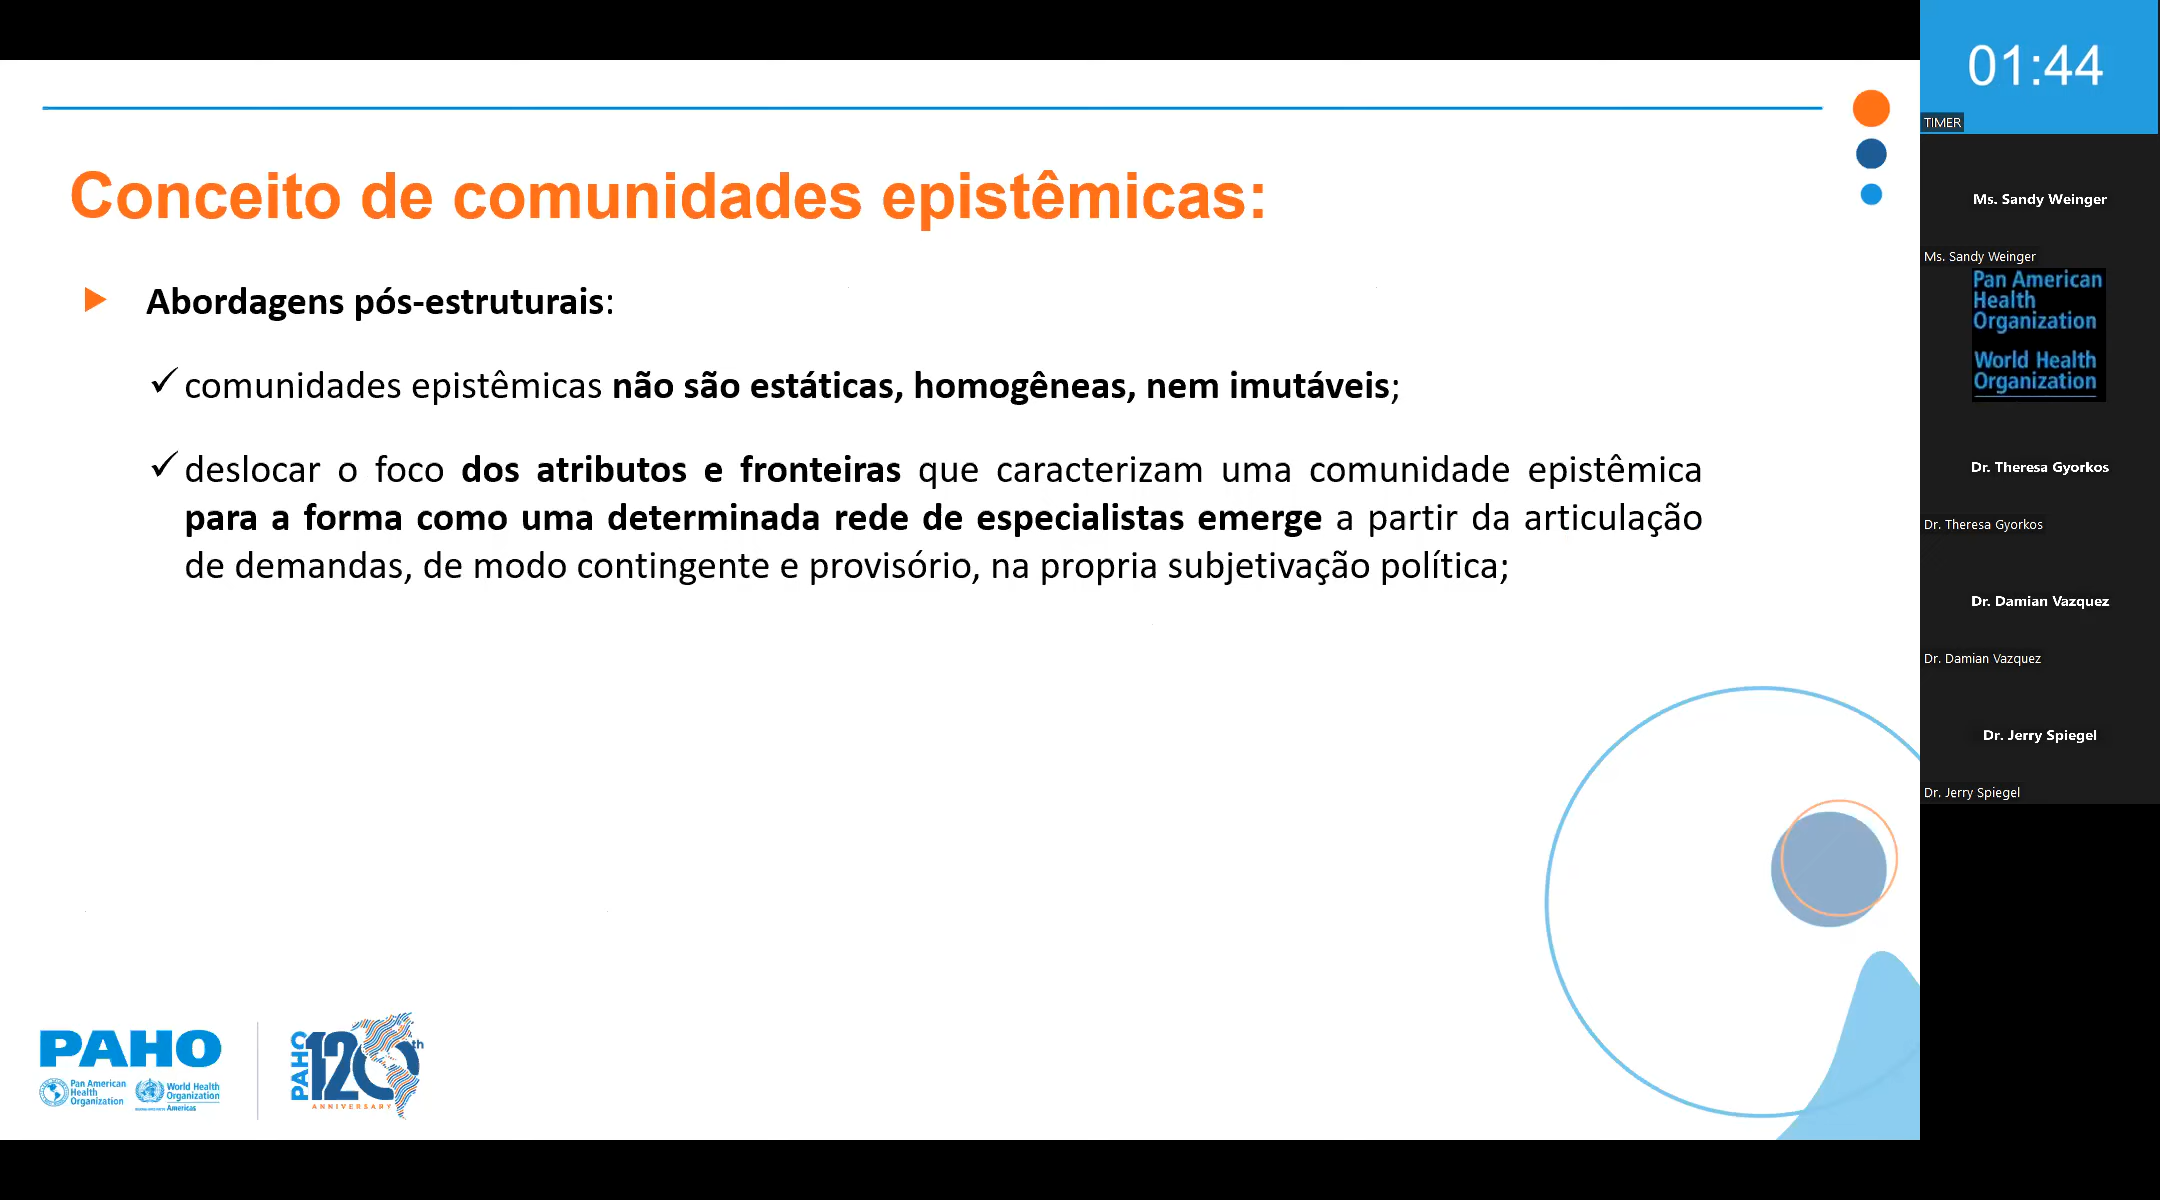 Conceito de comunidades epistêmicas:
Abordagens pós-estruturais:
comunidades epistêmicas não são estáticas, homogêneas, nem imutáveis;
deslocar o foco dos atributos e fronteiras que caracterizam uma comunidade epistêmica
para a forma como uma determinada rede de especialistas emerge a partir da articulação
de demandas, de modo contingente e provisório, na propria subjetivação política;
PAHO
Pan American
Health
Organization
World Health
Organization
Americas
PAHO
120th
ANNIVERSARY
01:44
TIMER
Ms. Sandy Weinger
Ms. Sandy Weinger
Pan American
Health
Organization
World Health
Organization
Dr. Theresa Gyorkos
Dr. Theresa Gyorkos
Dr. Damian Vazquez
Dr. Damian Vazquez
Dr. Jerry Spiegel
Dr. Jerry Spiegel